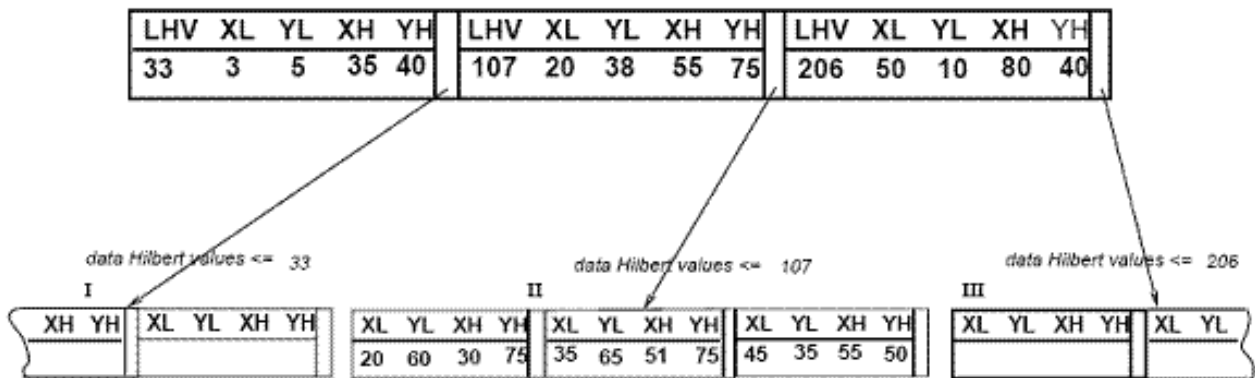 LHV XL YL XH YH LHV XL YL XH YH LHV XL YL XH YH
33 3 5 35 40 107 20 38 55 75 206 50 10 80 40
data Hilbert values <= 33 data Hilbert values <= 107 data Hilbert values <= 206
I II III
XH YH XL YL XH YH XL YL XH YH XL YL XH YH XL YL XH YH XL YL XH YH XL YL
20 60 30 75 35 65 51 75 45 35 55 50